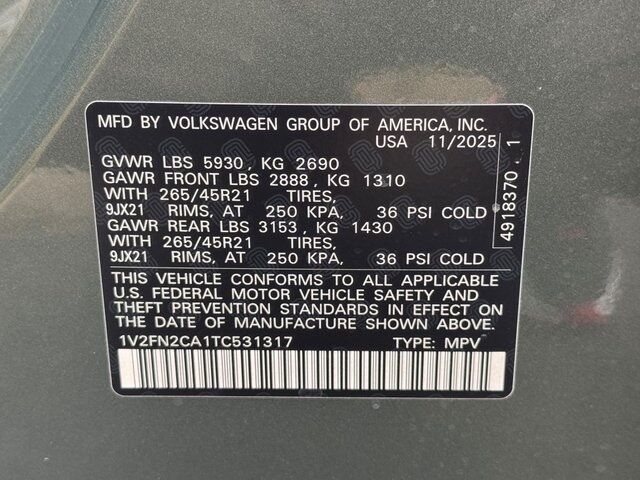 MFD BY VOLKSWAGEN GROUP OF AMERICA, INC.
USA 11/2025
GVWR LBS 5930, KG 2690
GAWR FRONT LBS 2888, KG 1310
WITH 265/45R21 TIRES,
9JX21 RIMS, AT 250 KPA, 36 PSI COLD
GAWR REAR LBS 3153, KG 1430
WITH 265/45R21 TIRES,
9JX21 RIMS, AT 250 KPA, 36 PSI COLD
THIS VEHICLE CONFORMS TO ALL APPLICABLE
U.S. FEDERAL MOTOR VEHICLE SAFETY AND
THEFT PREVENTION STANDARDS IN EFFECT ON
THE DATE OF MANUFACTURE SHOWN ABOVE.
1V2FN2CA1TC531317 TYPE: MPV
4918370 1